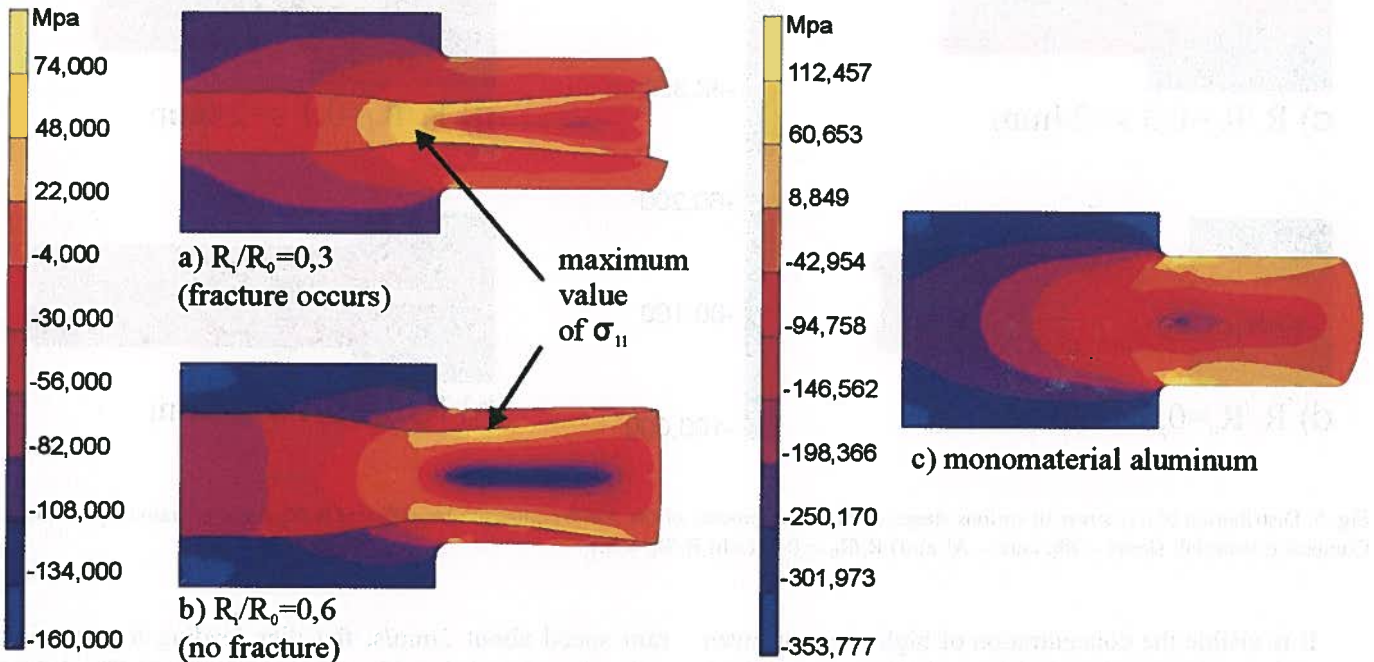 Mpa
74,000
48,000
22,000
-4,000
-30,000
-56,000
-82,000
-108,000
-134,000
-160,000
a) Rᵢ/R₀=0,3
(fracture occurs)
maximum
value
of σ₁₁
b) Rᵢ/R₀=0,6
(no fracture)
Mpa
112,457
60,653
8,849
-42,954
-94,758
-146,562
-198,366
-250,170
-301,973
-353,777
c) monomaterial aluminum